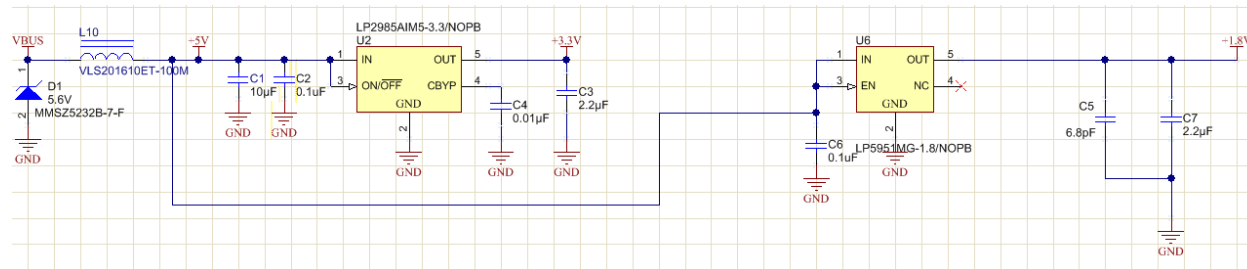 VBUS
L10
VLS201610ET-100M
+5V
1
D1
5.6V
MMSZ5232B-7-F
2
GND
C1
10µF
GND
C2
0.1uF
GND
LP2985AIM5-3.3/NOPB
U2
1
IN
OUT
5
3
ON/OFF
CBYP
4
GND
2
GND
C4
0.01µF
GND
+3.3V
C3
2.2µF
GND
U6
1
IN
OUT
5
3
EN
NC
4
GND
2
LP5951MG-1.8/NOPB
GND
C6
0.1uF
GND
C5
6.8pF
+1.8V
C7
2.2µF
GND